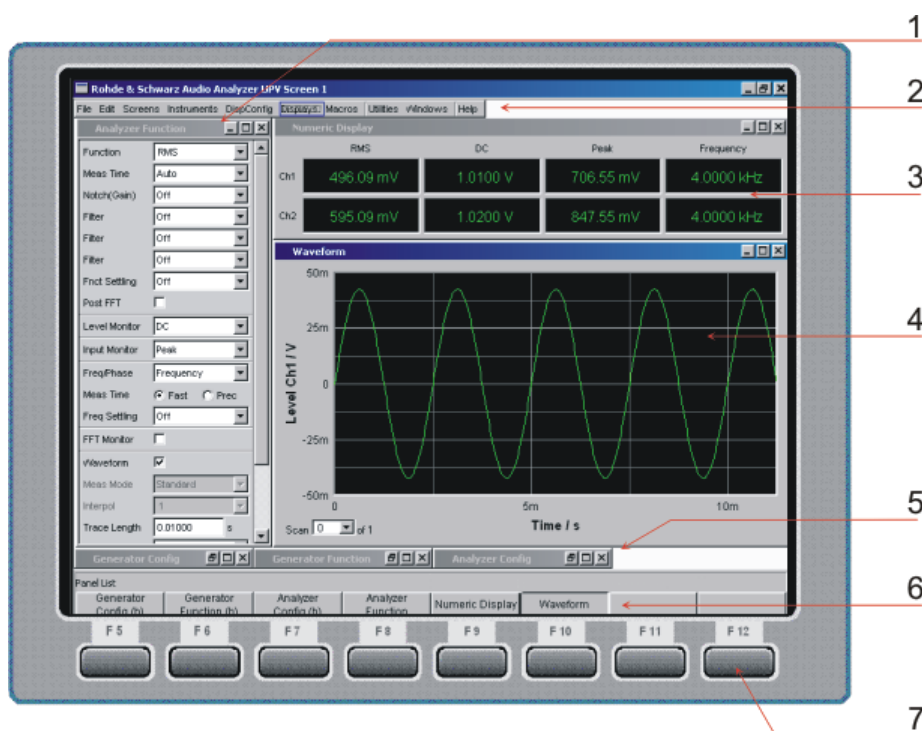 1
Rohde & Schwarz Audio Analyzer UPV Screen 1
2
File Edit Screens Instruments DispConfig Displays Macros Utilities Windows Help
Analyzer Function
Numeric Display
RMS DC Peak Frequency
Ch1 496.09 mV 1.0100 V 706.55 mV 4.0000 kHz
3
Ch2 595.09 mV 1.0200 V 847.55 mV 4.0000 kHz
Function RMS
Meas Time Auto
Notch(Gain) Off
Filter Off
Filter Off
Filter Off
Fnct Settling Off
Post FFT
Level Monitor DC
Input Monitor Peak
Freq/Phase Frequency
Meas Time Fast Prec
Freq Settling Off
FFT Monitor
Waveform
Meas Mode Standard
Interpol 1
Trace Length 0.01000 s
Waveform
50m
25m
0
-25m
-50m
Level Ch1 / V
4
0 5m 10m
Time / s
Scan 0 of 1
5
Generator Config Generator Function Analyzer Config
Panel List
6
Generator Config (h) Generator Function (h) Analyzer Config (h) Analyzer Function Numeric Display Waveform
F 5 F 6 F 7 F 8 F 9 F 10 F 11 F 12
7